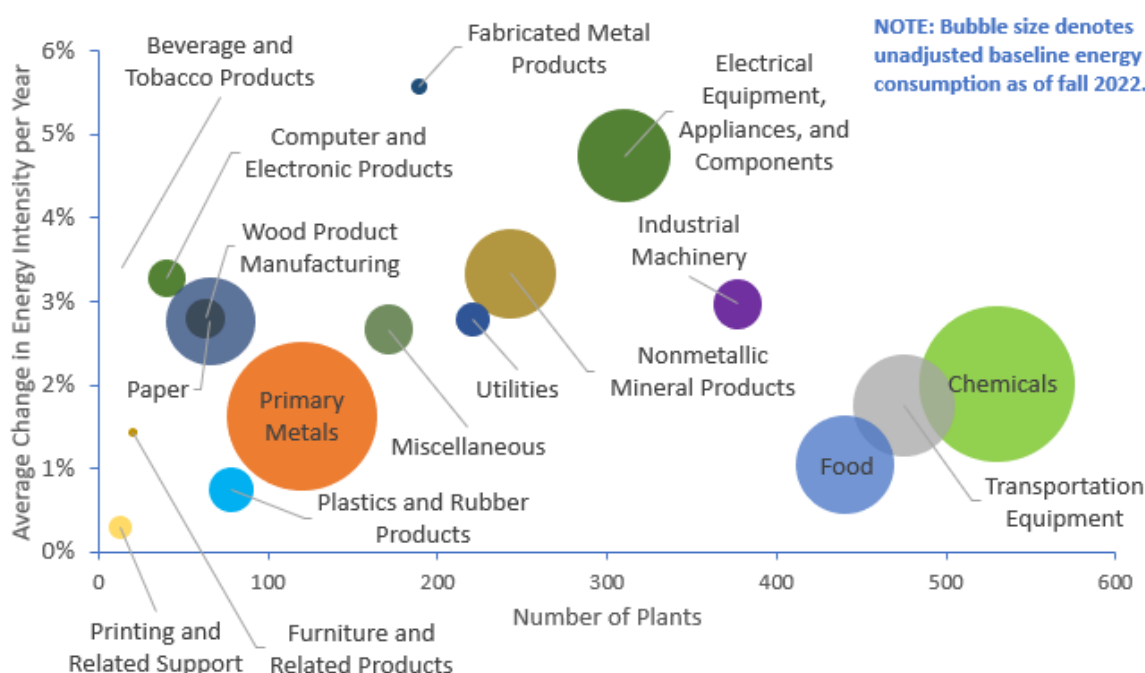 NOTE: Bubble size denotes
unadjusted baseline energy
consumption as of fall 2022.
Average Change in Energy Intensity per Year
6%
5%
4%
3%
2%
1%
0%
Beverage and
Tobacco Products
Fabricated Metal
Products
Electrical
Equipment,
Appliances, and
Components
Computer and
Electronic Products
Wood Product
Manufacturing
Industrial
Machinery
Paper
Primary
Metals
Utilities
Nonmetallic
Mineral Products
Chemicals
Miscellaneous
Food
Plastics and Rubber
Products
Transportation
Equipment
0
100
200
300
400
500
600
Number of Plants
Printing and
Related Support
Furniture and
Related Products